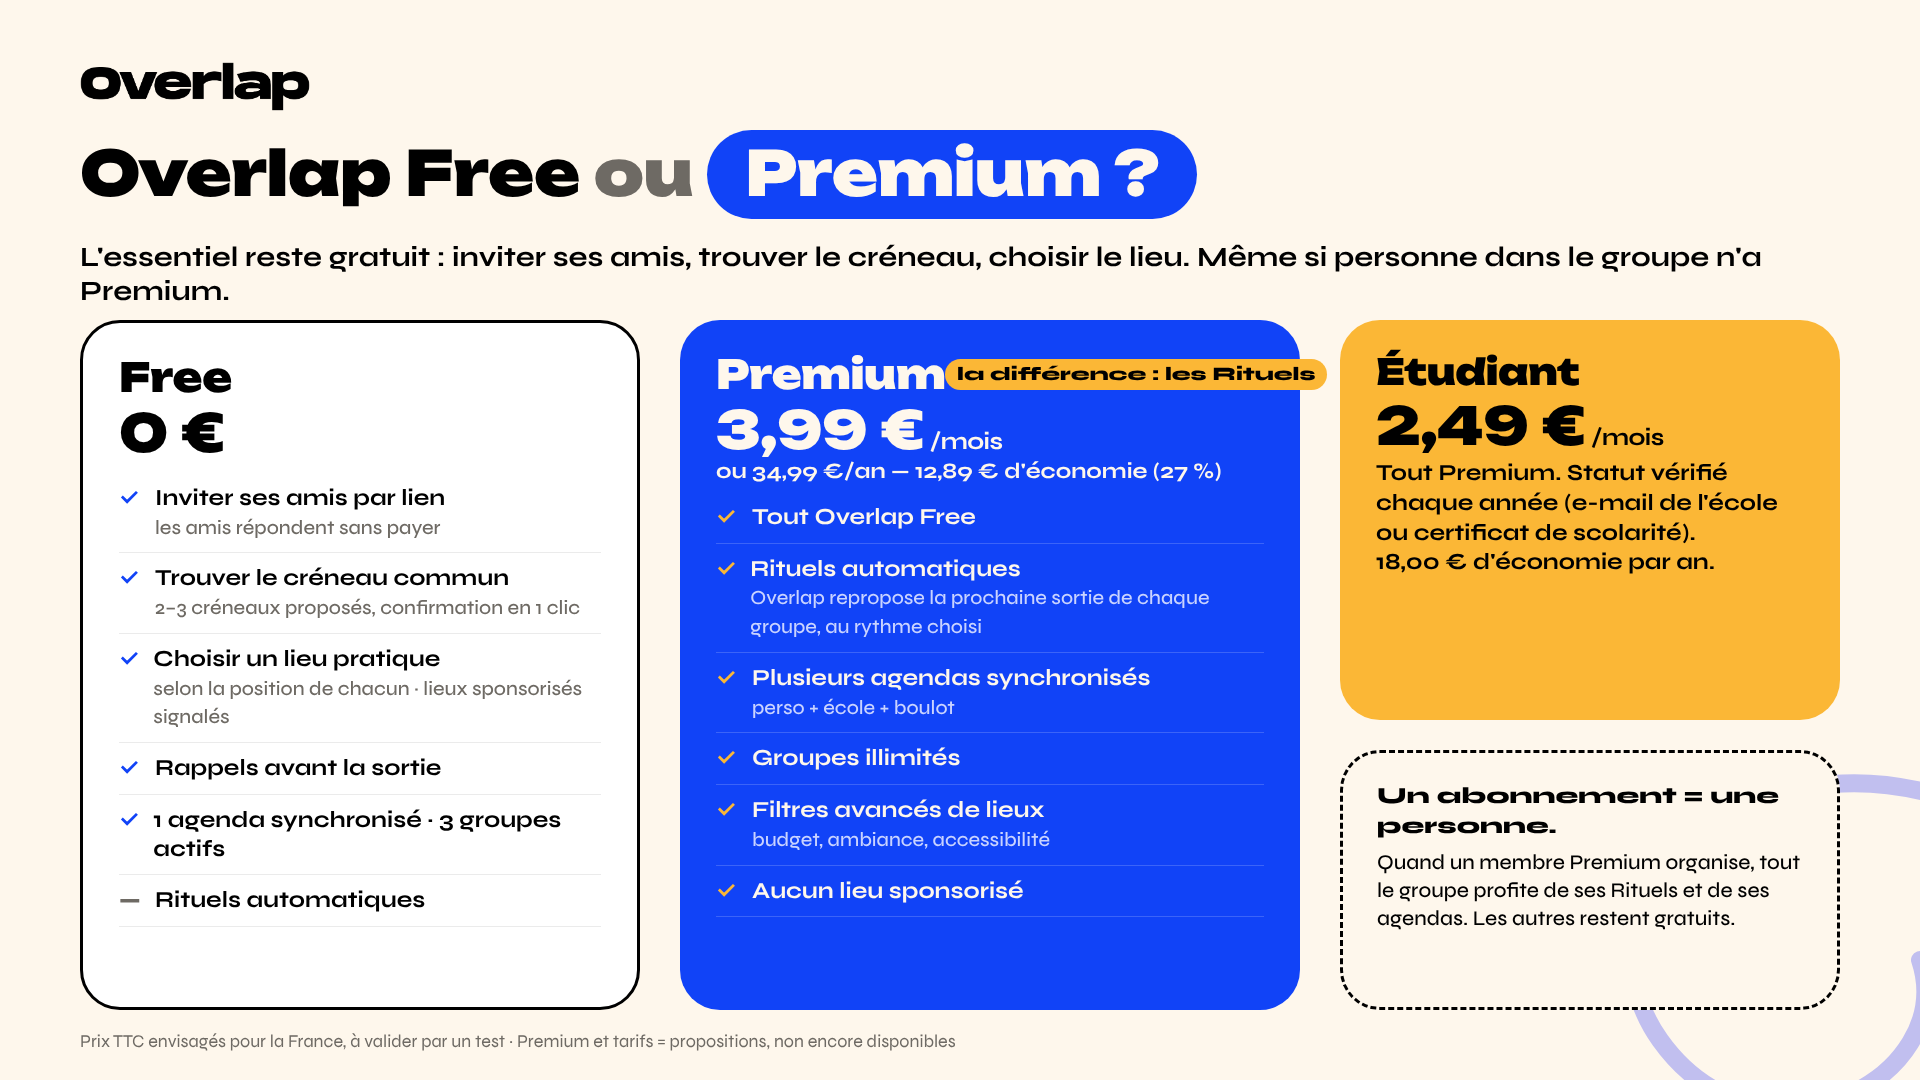 Overlap
Overlap Free ou Premium ?
L'essentiel reste gratuit : inviter ses amis, trouver le créneau, choisir le lieu. Même si personne dans le groupe n'a
Premium.
Free
0 €
Inviter ses amis par lien
les amis répondent sans payer
Trouver le créneau commun
2–3 créneaux proposés, confirmation en 1 clic
Choisir un lieu pratique
selon la position de chacun · lieux sponsorisés
signalés
Rappels avant la sortie
1 agenda synchronisé · 3 groupes
actifs
— Rituels automatiques
Premium la différence : les Rituels
3,99 € /mois
ou 34,99 €/an — 12,89 € d'économie (27 %)
Tout Overlap Free
Rituels automatiques
Overlap repropose la prochaine sortie de chaque
groupe, au rythme choisi
Plusieurs agendas synchronisés
perso + école + boulot
Groupes illimités
Filtres avancés de lieux
budget, ambiance, accessibilité
Aucun lieu sponsorisé
Étudiant
2,49 € /mois
Tout Premium. Statut vérifié
chaque année (e-mail de l'école
ou certificat de scolarité).
18,00 € d'économie par an.
Un abonnement = une
personne.
Quand un membre Premium organise, tout
le groupe profite de ses Rituels et de ses
agendas. Les autres restent gratuits.
Prix TTC envisagés pour la France, à valider par un test · Premium et tarifs = propositions, non encore disponibles